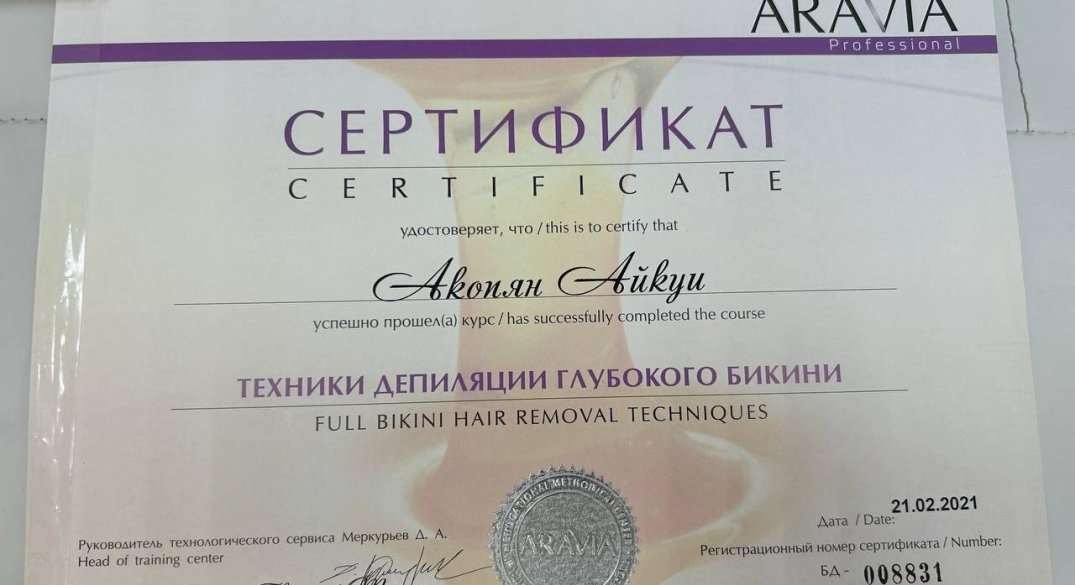 ARAVIA
Professional
СЕРТИФИКАТ
CERTIFICATE
удостоверяет, что / this is to certify that
Акопян Айкуи
успешно прошел(а) курс / has successfully completed the course
ТЕХНИКИ ДЕПИЛЯЦИИ ГЛУБОКОГО БИКИНИ
FULL BIKINI HAIR REMOVAL TECHNIQUES
ARAVIA
Руководитель технологического сервиса Меркурьев Д. А.
Head of training center
Дата / Date: 21.02.2021
Регистрационный номер сертификата / Number:
БД- 008831